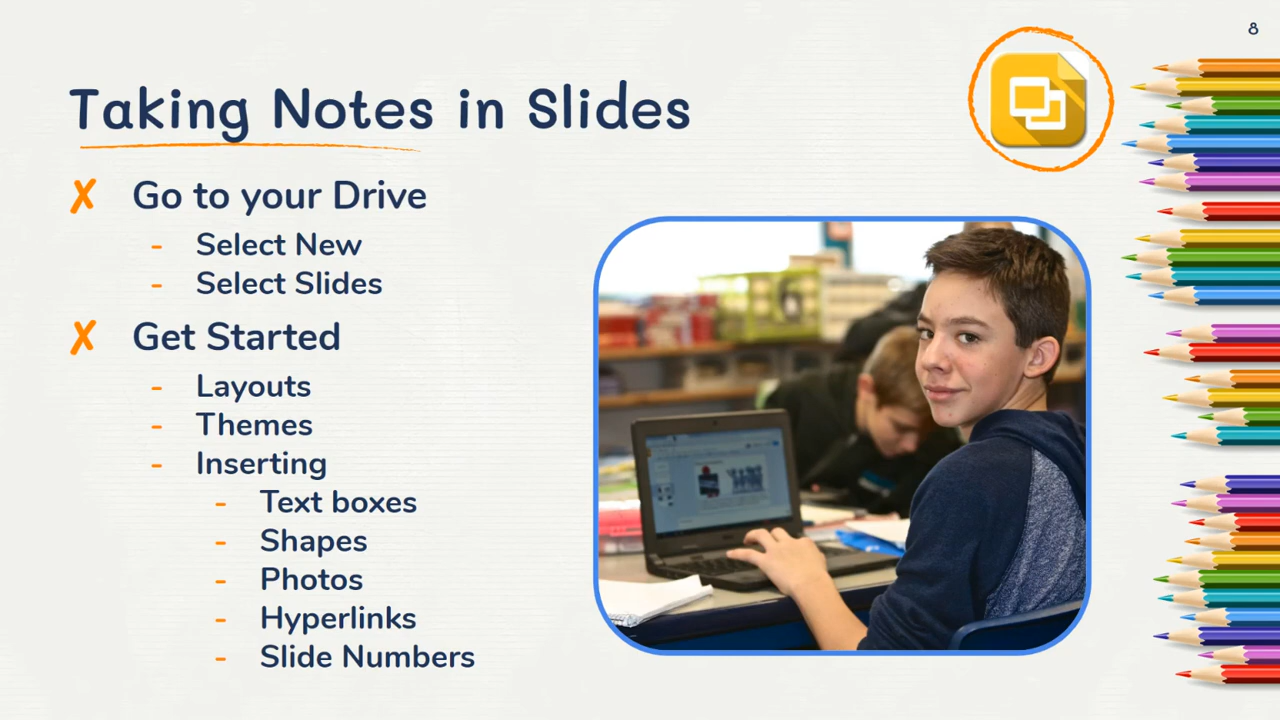 8
Taking Notes in Slides
✗ Go to your Drive
- Select New
- Select Slides
✗ Get Started
- Layouts
- Themes
- Inserting
- Text boxes
- Shapes
- Photos
- Hyperlinks
- Slide Numbers